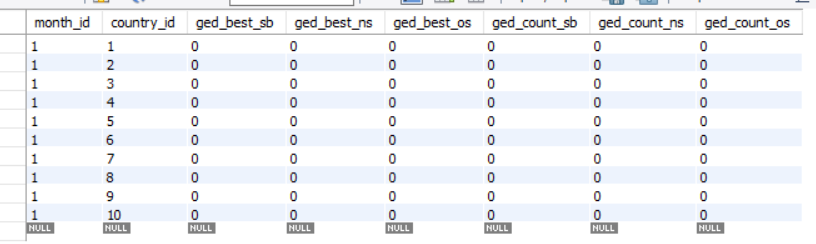 month_id country_id ged_best_sb ged_best_ns ged_best_os ged_count_sb ged_count_ns ged_count_os
1 1 0 0 0 0 0 0
1 2 0 0 0 0 0 0
1 3 0 0 0 0 0 0
1 4 0 0 0 0 0 0
1 5 0 0 0 0 0 0
1 6 0 0 0 0 0 0
1 7 0 0 0 0 0 0
1 8 0 0 0 0 0 0
1 9 0 0 0 0 0 0
1 10 0 0 0 0 0 0
NULL NULL NULL NULL NULL NULL NULL NULL